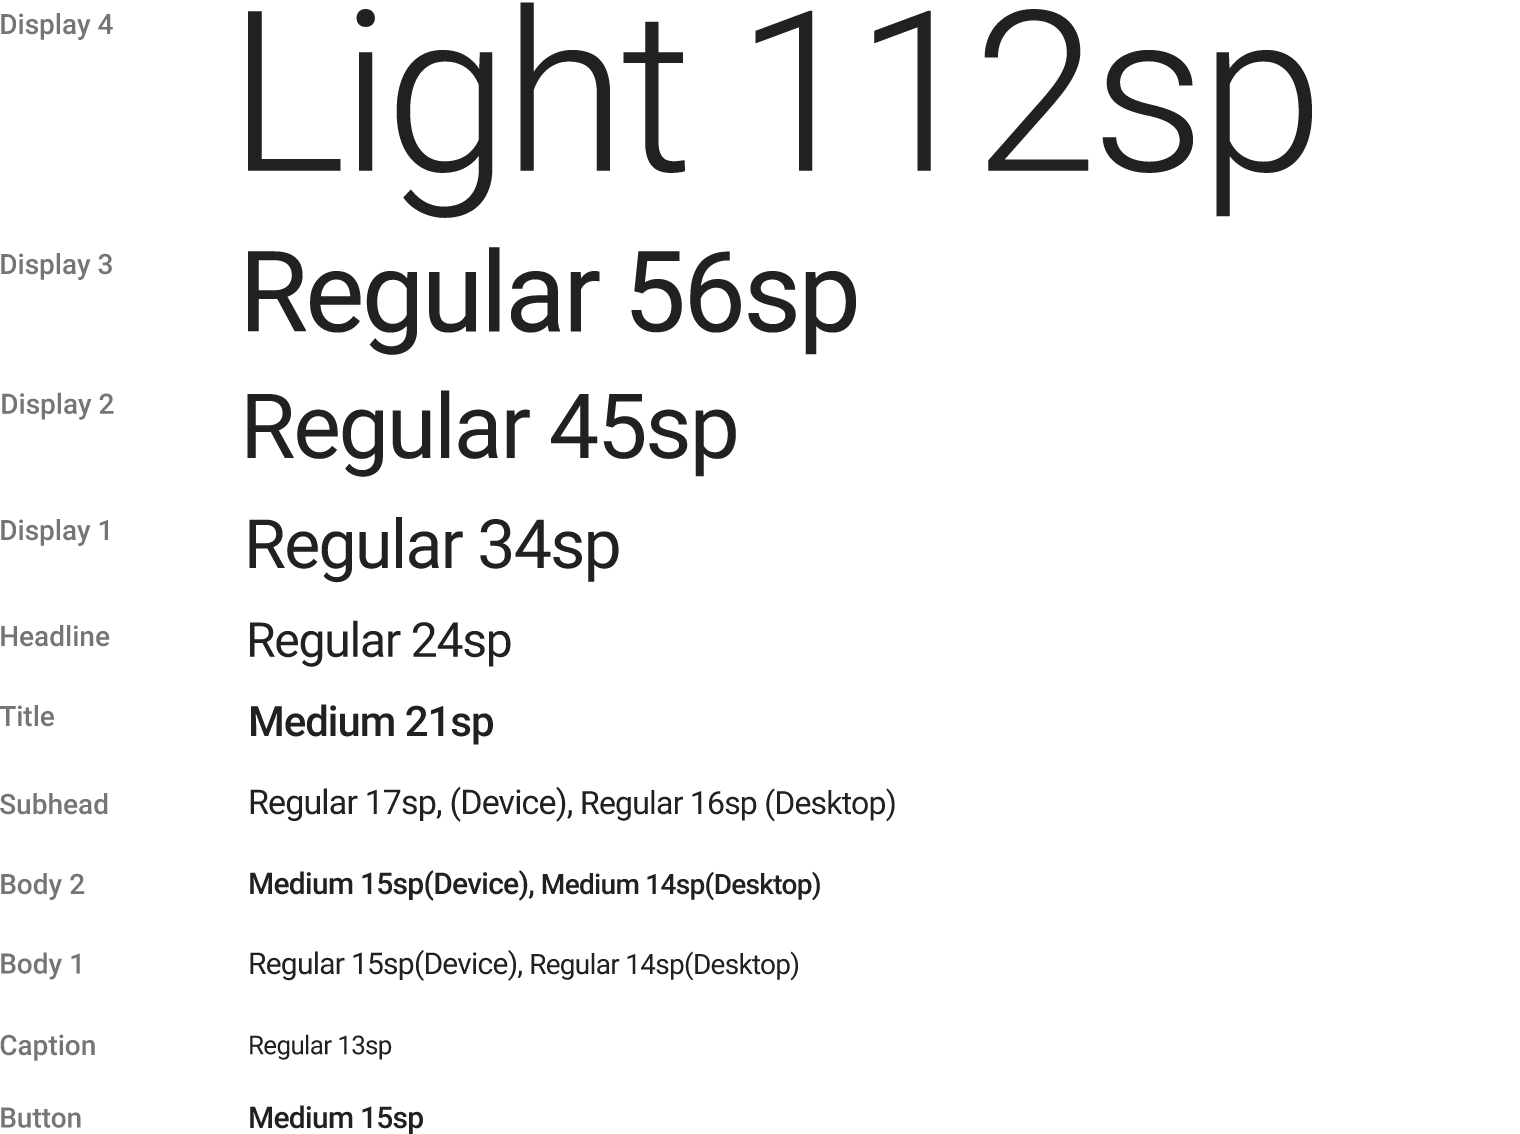 Display 4 Light 112sp
Display 3 Regular 56sp
Display 2 Regular 45sp
Display 1 Regular 34sp
Headline Regular 24sp
Title Medium 21sp
Subhead Regular 17sp, (Device), Regular 16sp (Desktop)
Body 2 Medium 15sp(Device), Medium 14sp(Desktop)
Body 1 Regular 15sp(Device), Regular 14sp(Desktop)
Caption Regular 13sp
Button Medium 15sp